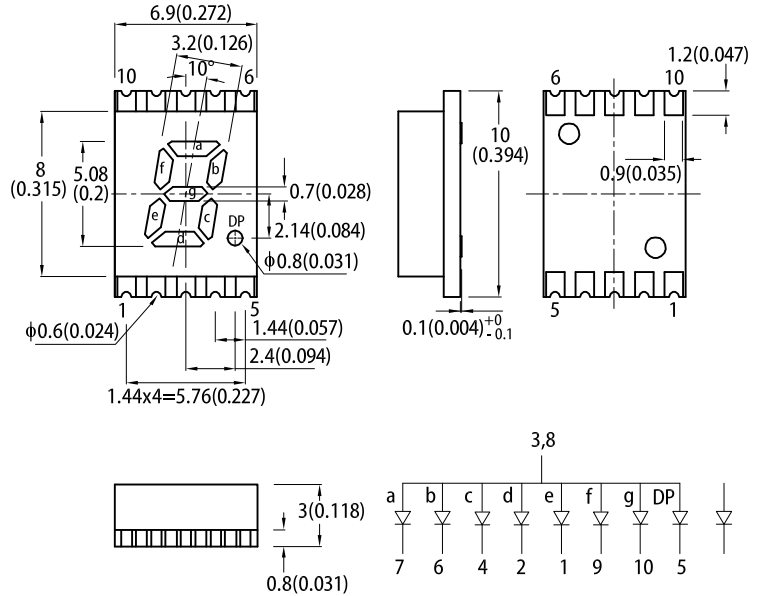 6.9(0.272)
3.2(0.126)
10°
10
6
a
f
b
g
e
c
d
DP
8
(0.315)
5.08
(0.2)
0.7(0.028)
2.14(0.084)
ϕ0.8(0.031)
1
5
ϕ0.6(0.024)
1.44(0.057)
2.4(0.094)
1.44x4=5.76(0.227)
10
(0.394)
0.1(0.004)+0
-0.1
6
10
1.2(0.047)
0.9(0.035)
5
1
3(0.118)
0.8(0.031)
3,8
a b c d e f g DP
7 6 4 2 1 9 10 5